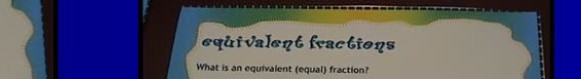 equivalent fractions
What is an equivalent (equal) fraction?